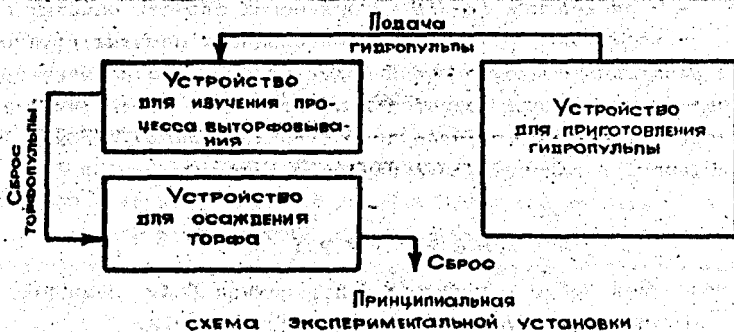 Подача
гидропульпы
Устройство
для изучения про-
цесса выторфовыва-
ния
Устройство
для приготовления
гидропульпы
Сброс
торфопульпы
Устройство
для осаждения
торфа
Сброс
Принципиальная
схема экспериментальной установки